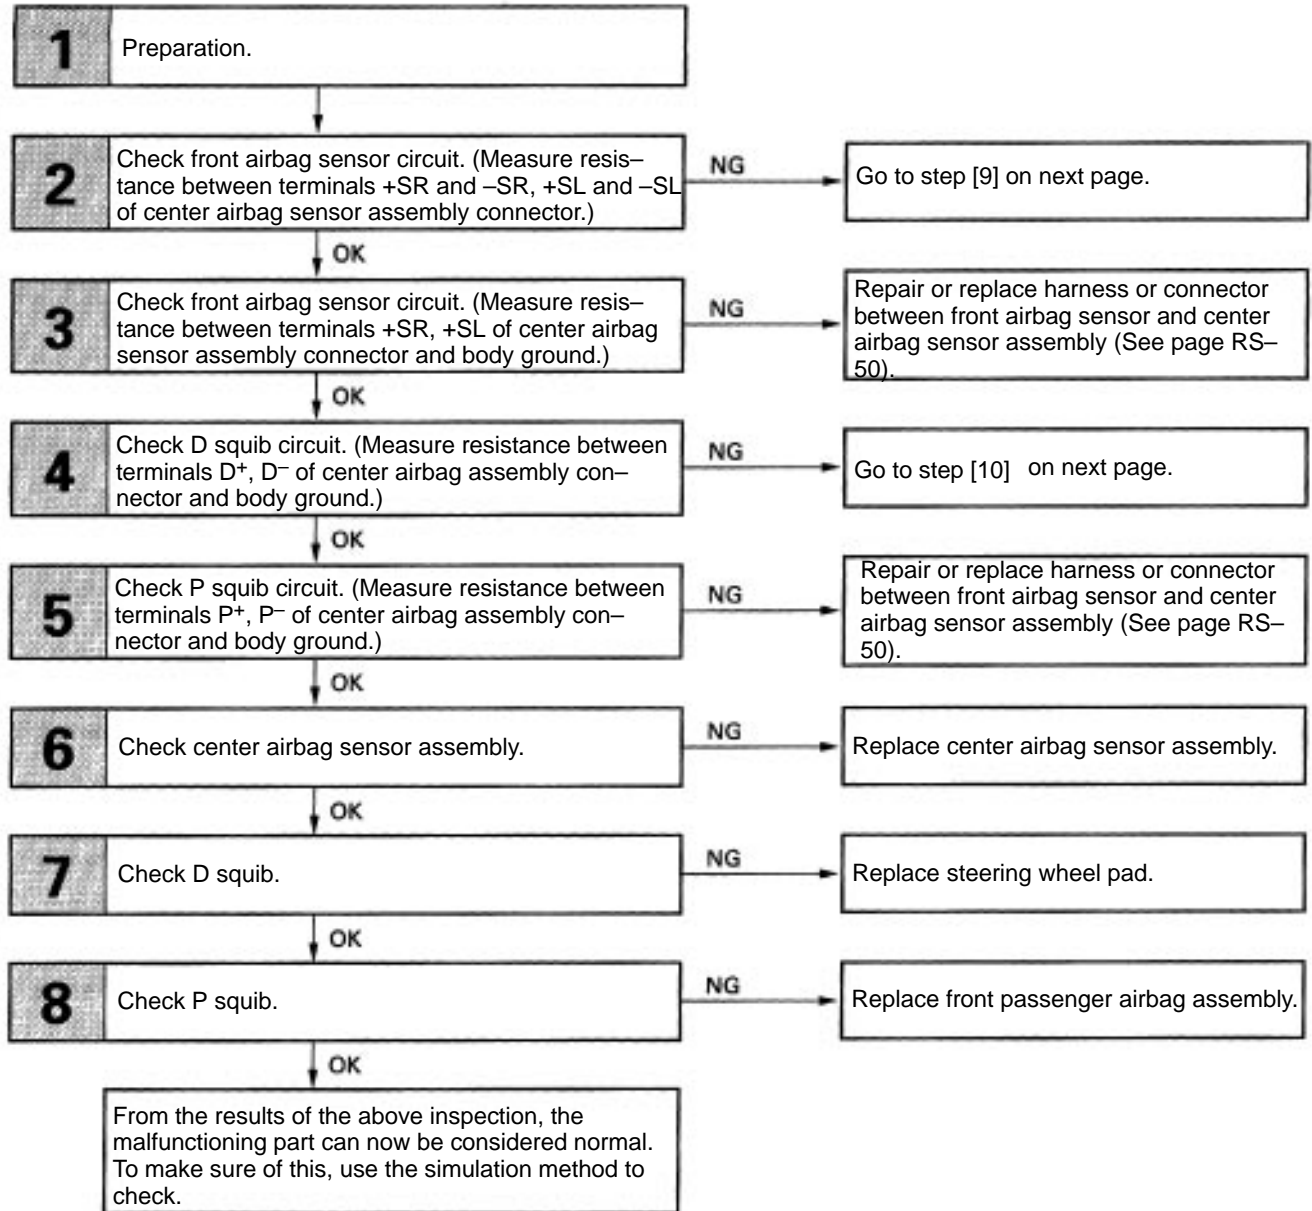 1
Preparation.
2
Check front airbag sensor circuit. (Measure resis–
tance between terminals +SR and –SR, +SL and –SL
of center airbag sensor assembly connector.)
NG
Go to step [9] on next page.
OK
3
Check front airbag sensor circuit. (Measure resis–
tance between terminals +SR, +SL of center airbag
sensor assembly connector and body ground.)
NG
Repair or replace harness or connector
between front airbag sensor and center
airbag sensor assembly (See page RS–
50).
OK
4
Check D squib circuit. (Measure resistance between
terminals D+, D– of center airbag assembly con–
nector and body ground.)
NG
Go to step [10] on next page.
OK
5
Check P squib circuit. (Measure resistance between
terminals P+, P– of center airbag assembly con–
nector and body ground.)
NG
Repair or replace harness or connector
between front airbag sensor and center
airbag sensor assembly (See page RS–
50).
OK
6
Check center airbag sensor assembly.
NG
Replace center airbag sensor assembly.
OK
7
Check D squib.
NG
Replace steering wheel pad.
OK
8
Check P squib.
NG
Replace front passenger airbag assembly.
OK
From the results of the above inspection, the
malfunctioning part can now be considered normal.
To make sure of this, use the simulation method to
check.